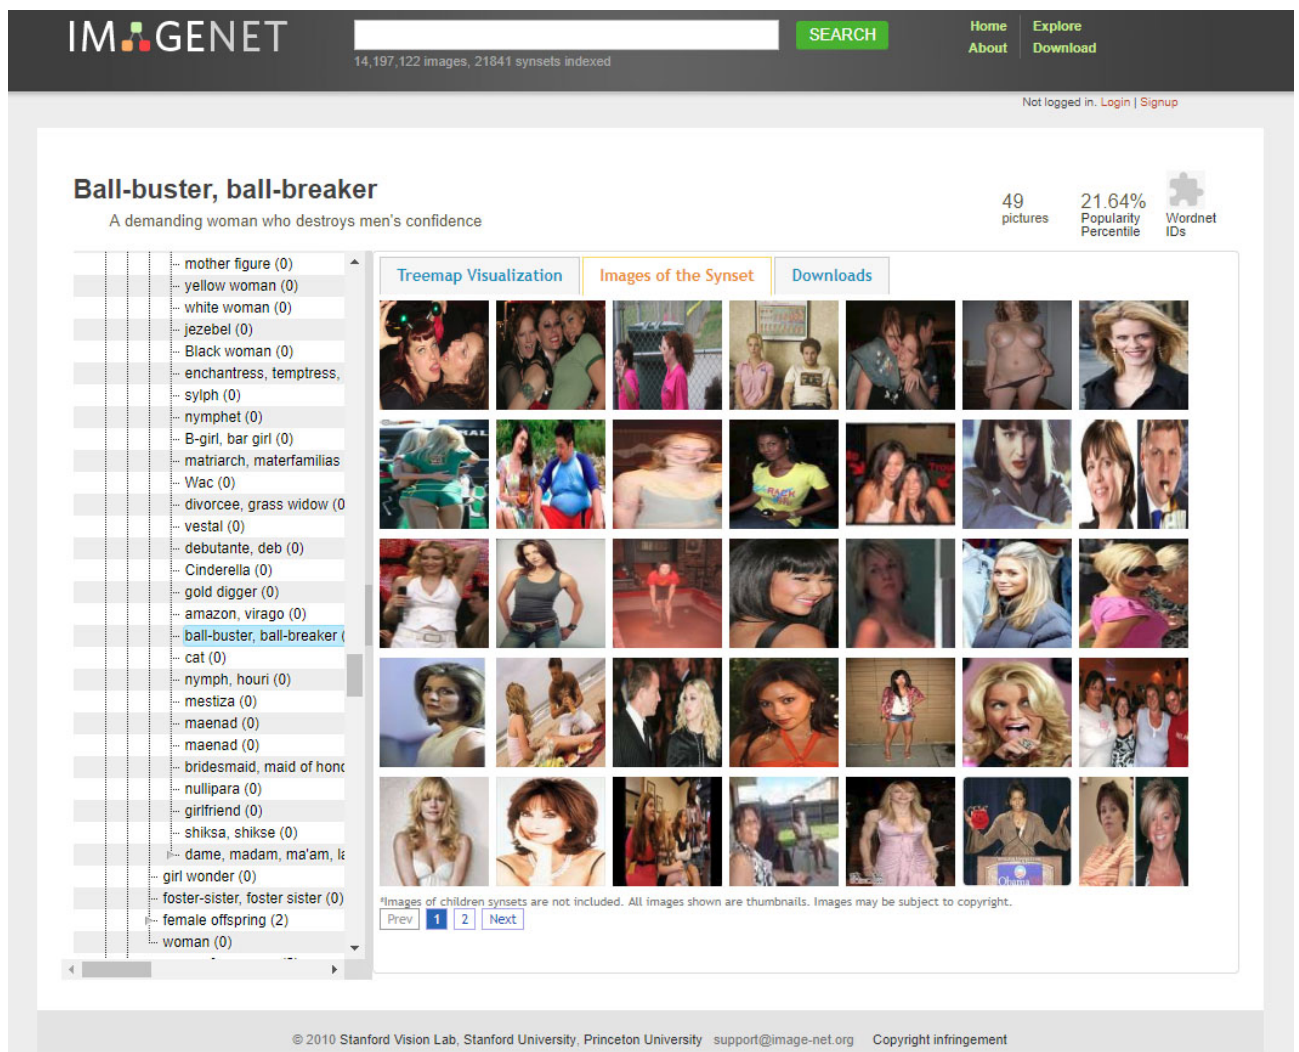 IMAGENET
SEARCH
14,197,122 images, 21841 synsets indexed
Home
Explore
About
Download
Not logged in. Login | Signup
Ball-buster, ball-breaker
A demanding woman who destroys men's confidence
49
pictures
21.64%
Popularity
Percentile
Wordnet
IDs
mother figure (0)
yellow woman (0)
white woman (0)
jezebel (0)
Black woman (0)
enchantress, temptress,
sylph (0)
nymphet (0)
B-girl, bar girl (0)
matriarch, materfamilias
Wac (0)
divorcee, grass widow (0
vestal (0)
debutante, deb (0)
Cinderella (0)
gold digger (0)
amazon, virago (0)
ball-buster, ball-breaker (
cat (0)
nymph, houri (0)
mestiza (0)
maenad (0)
maenad (0)
bridesmaid, maid of hono
nullipara (0)
girlfriend (0)
shiksa, shikse (0)
dame, madam, ma'am, la
girl wonder (0)
foster-sister, foster sister (0)
female offspring (2)
woman (0)
Treemap Visualization
Images of the Synset
Downloads
Obama
*Images of children synsets are not included. All images shown are thumbnails. Images may be subject to copyright.
Prev 1 2 Next
© 2010 Stanford Vision Lab, Stanford University, Princeton University support@image-net.org Copyright infringement